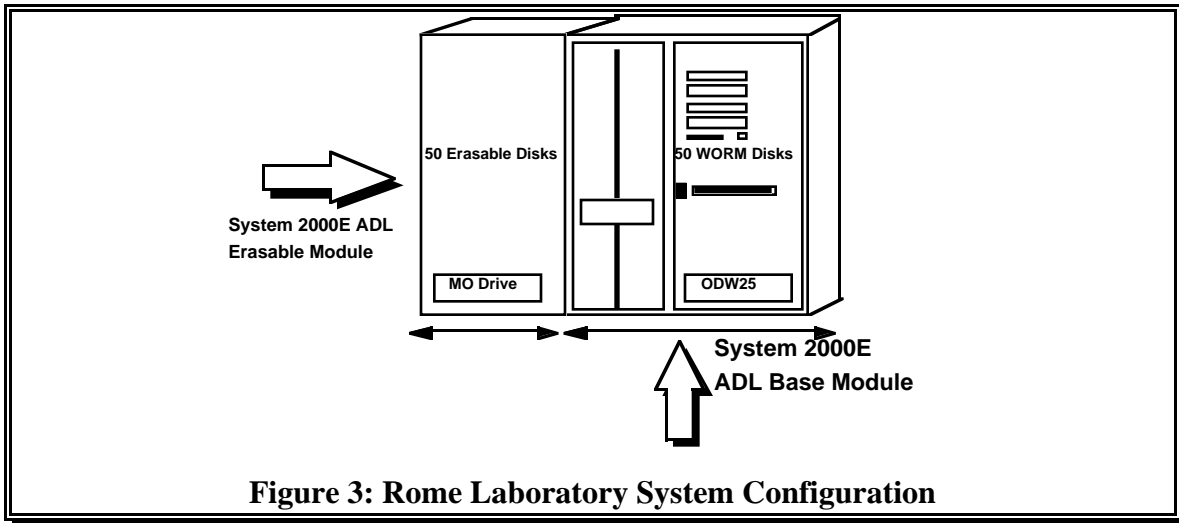 50 Erasable Disks
50 WORM Disks
System 2000E ADL
Erasable Module
MO Drive
ODW25
System 2000E
ADL Base Module
Figure 3: Rome Laboratory System Configuration